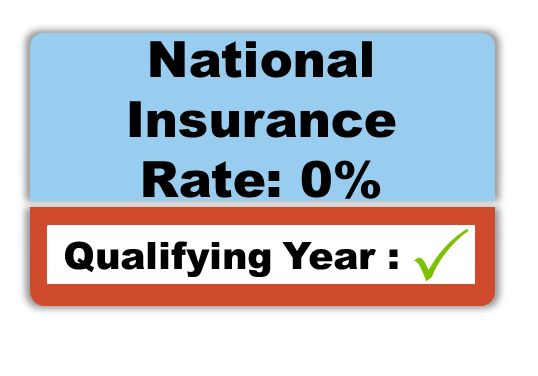 National
Insurance
Rate: 0%
Qualifying Year :